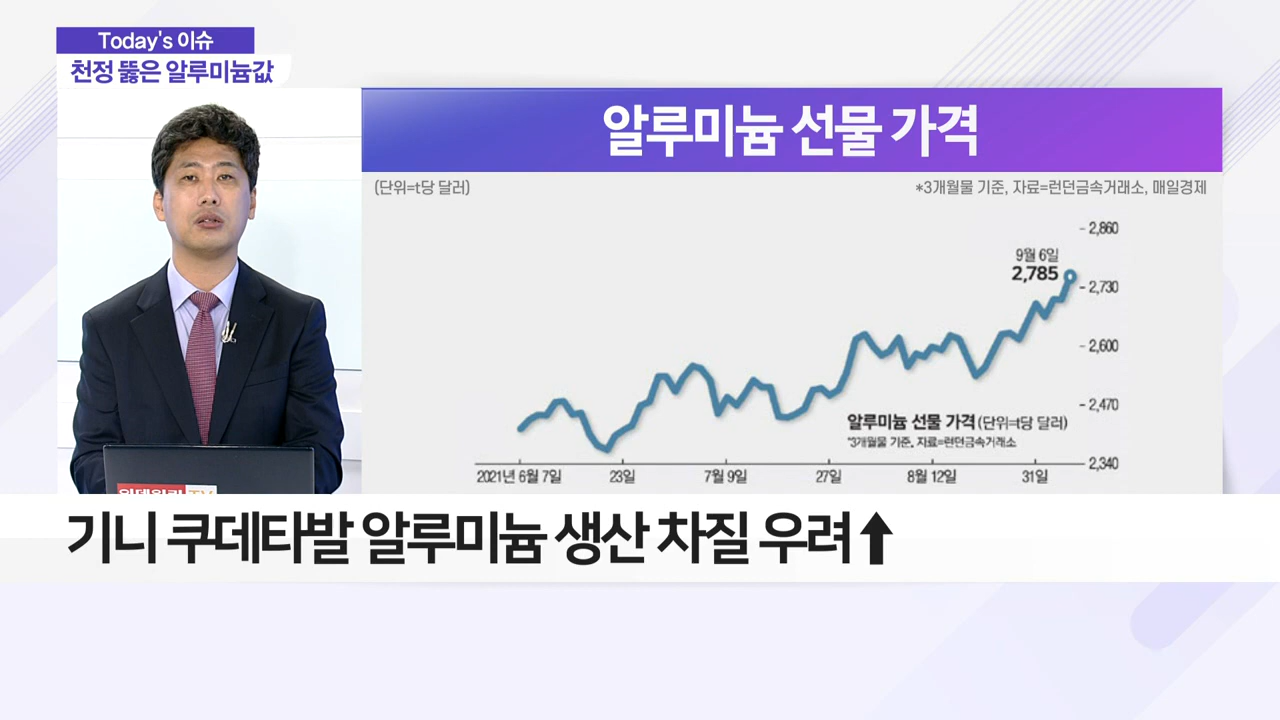 Today's 이슈
천정 뚫은 알루미늄값
알루미늄 선물 가격
(단위=t당 달러)
*3개월물 기준, 자료=런던금속거래소, 매일경제
2,860
9월 6일
2,785
2,730
2,600
2,470
알루미늄 선물 가격 (단위=t당 달러)
*3개월물 기준. 자료=런던금속거래소
2,340
2021년 6월 7일 23일 7월 9일 27일 8월 12일 31일
TV
기니 쿠데타발 알루미늄 생산 차질 우려↑